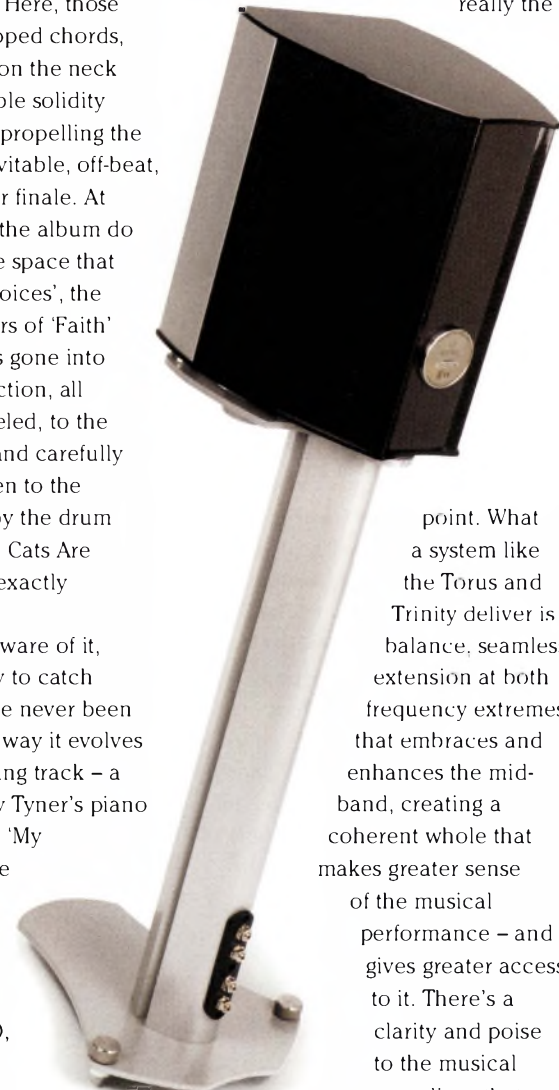 Here, those
pped chords,
on the neck
ble solidity
propelling the
vitable, off-beat,
r finale. At
the album do
e space that
oices', the
rs of 'Faith'
s gone into
ction, all
eled, to the
and carefully
en to the
by the drum
Cats Are
exactly
ware of it,
y to catch
e never been
way it evolves
ng track – a
y Tyner's piano
'My
e
),
really the
point. What
a system like
the Torus and
Trinity deliver is
balance, seamles
extension at both
frequency extremes
that embraces and
enhances the mid-
band, creating a
coherent whole that
makes greater sense
of the musical
performance – and
gives greater access
to it. There's a
clarity and poise
to the musical